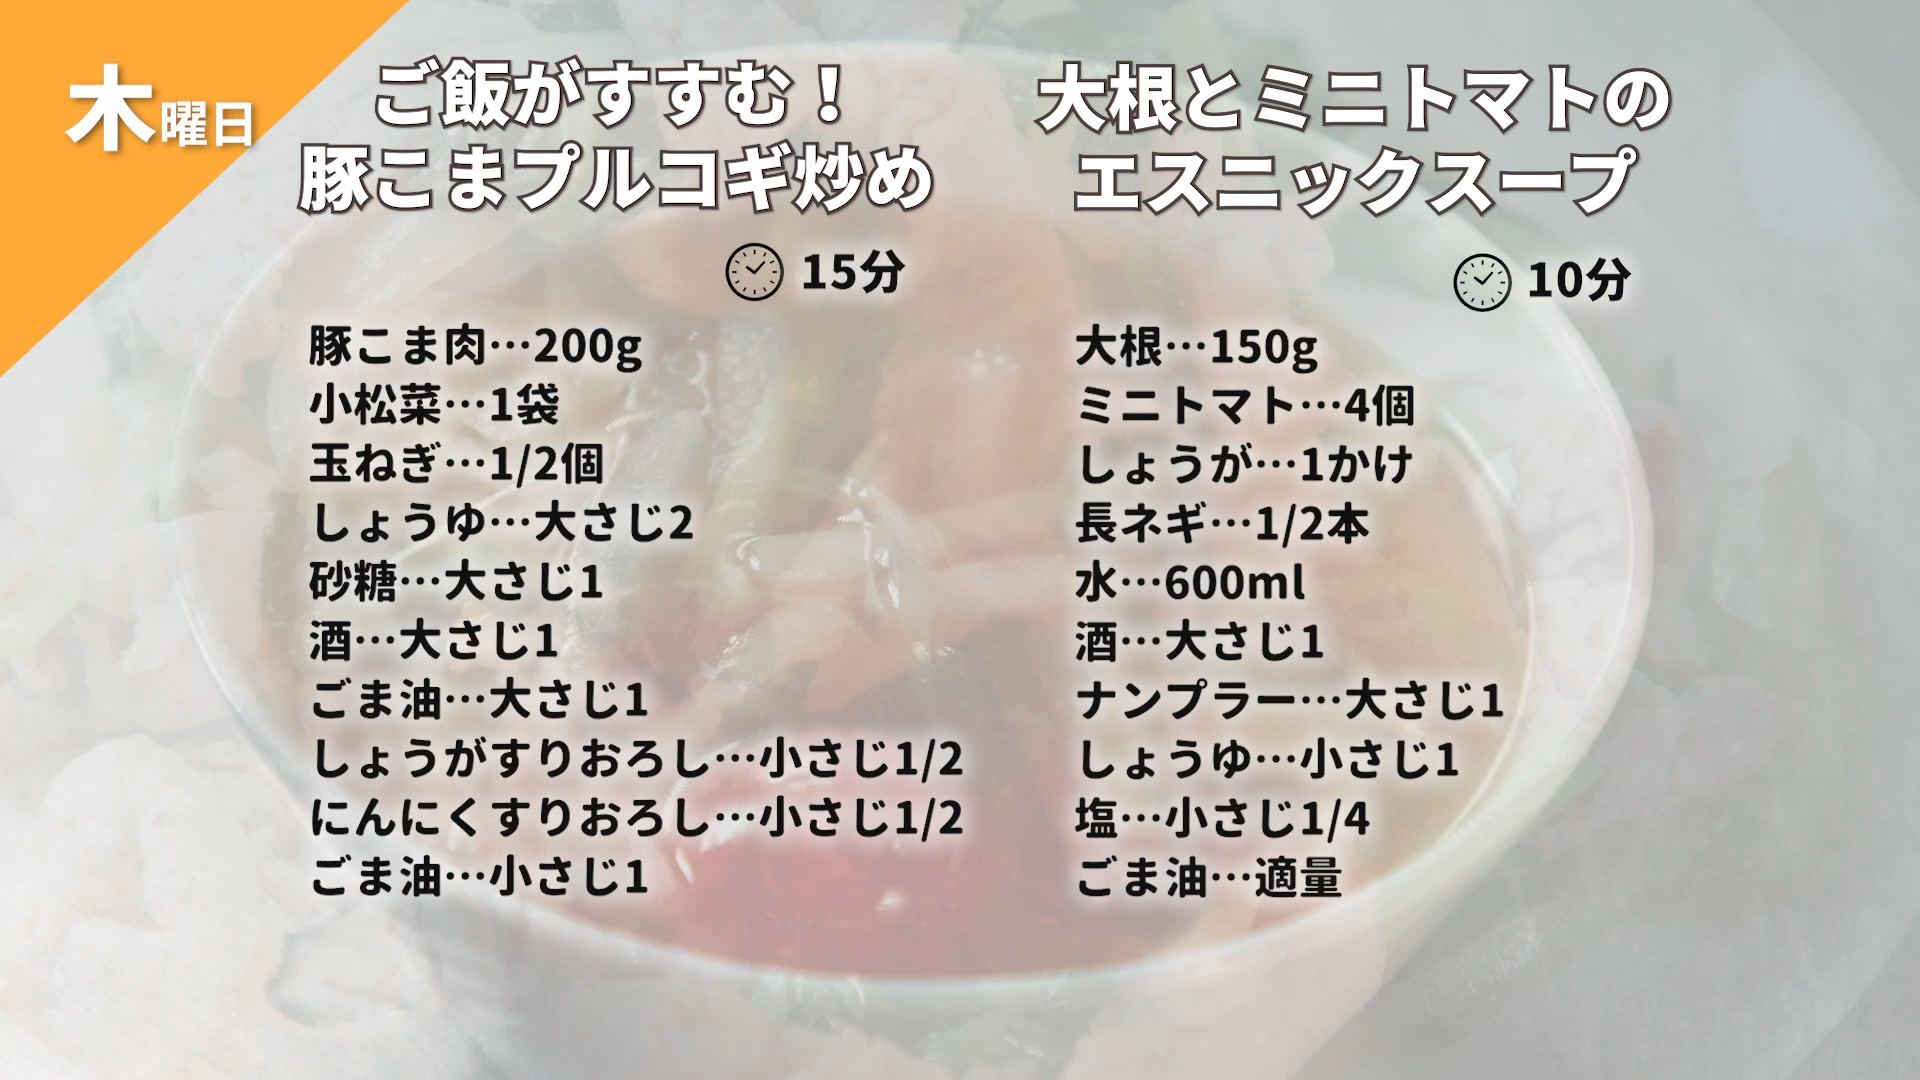 木曜日
ご飯がすすむ！
豚こまプルコギ炒め
15分
豚こま肉…200g
小松菜…1袋
玉ねぎ…1/2個
しょうゆ…大さじ2
砂糖…大さじ1
酒…大さじ1
ごま油…大さじ1
しょうがすりおろし…小さじ1/2
にんにくすりおろし…小さじ1/2
ごま油…小さじ1
大根とミニトマトの
エスニックスープ
10分
大根…150g
ミニトマト…4個
しょうが…1かけ
長ネギ…1/2本
水…600ml
酒…大さじ1
ナンプラー…大さじ1
しょうゆ…小さじ1
塩…小さじ1/4
ごま油…適量